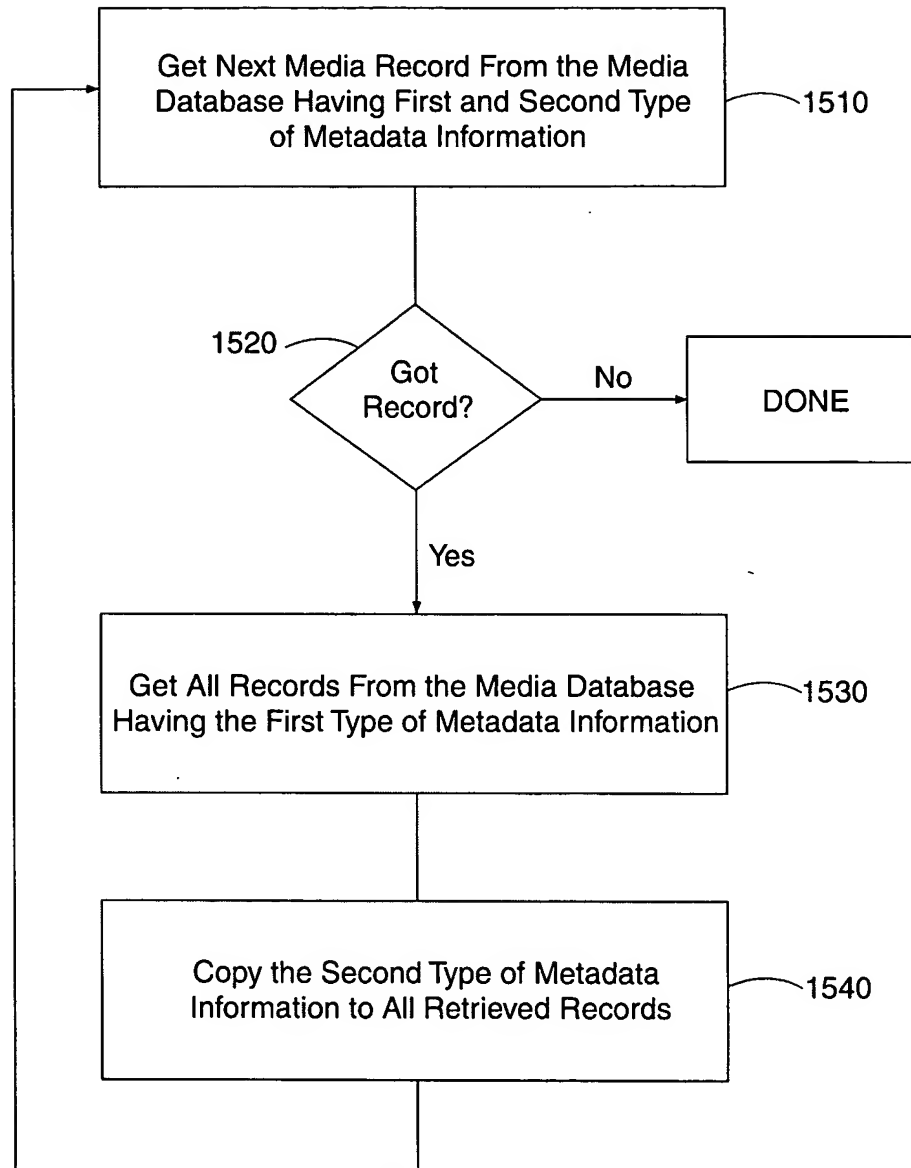 Get Next Media Record From the Media
Database Having First and Second Type
of Metadata Information
1510
1520
Got
Record?
No
DONE
Yes
Get All Records From the Media Database
Having the First Type of Metadata Information
1530
Copy the Second Type of Metadata
Information to All Retrieved Records
1540